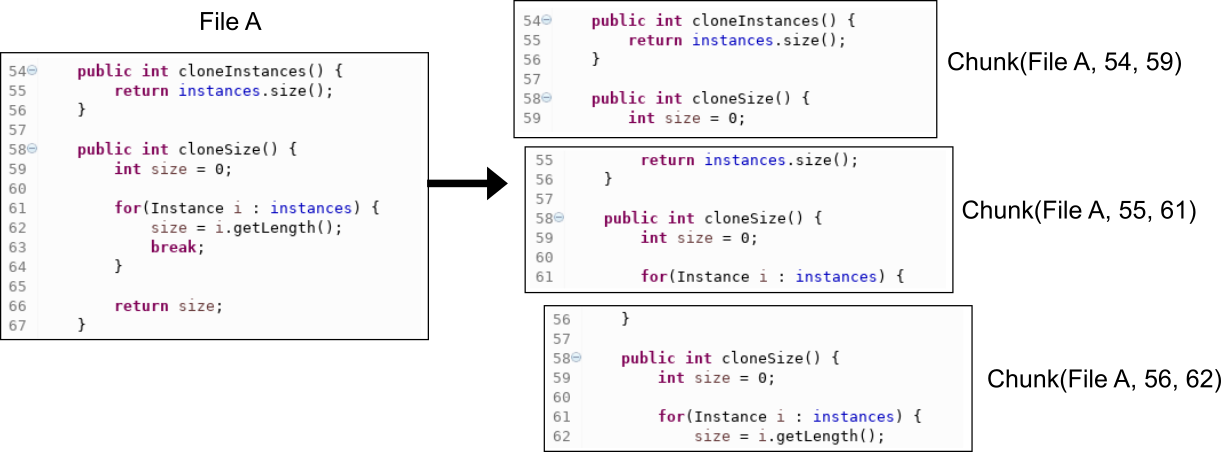 File A
54 public int cloneInstances() {
55 return instances.size();
56 }
57
58 public int cloneSize() {
59 int size = 0;
60
61 for(Instance i : instances) {
62 size = i.getLength();
63 break;
64 }
65
66 return size;
67 }
54 public int cloneInstances() {
55 return instances.size();
56 }
57
58 public int cloneSize() {
59 int size = 0;
Chunk(File A, 54, 59)
55 return instances.size();
56 }
57
58 public int cloneSize() {
59 int size = 0;
60
61 for(Instance i : instances) {
Chunk(File A, 55, 61)
56 }
57
58 public int cloneSize() {
59 int size = 0;
60
61 for(Instance i : instances) {
62 size = i.getLength();
Chunk(File A, 56, 62)